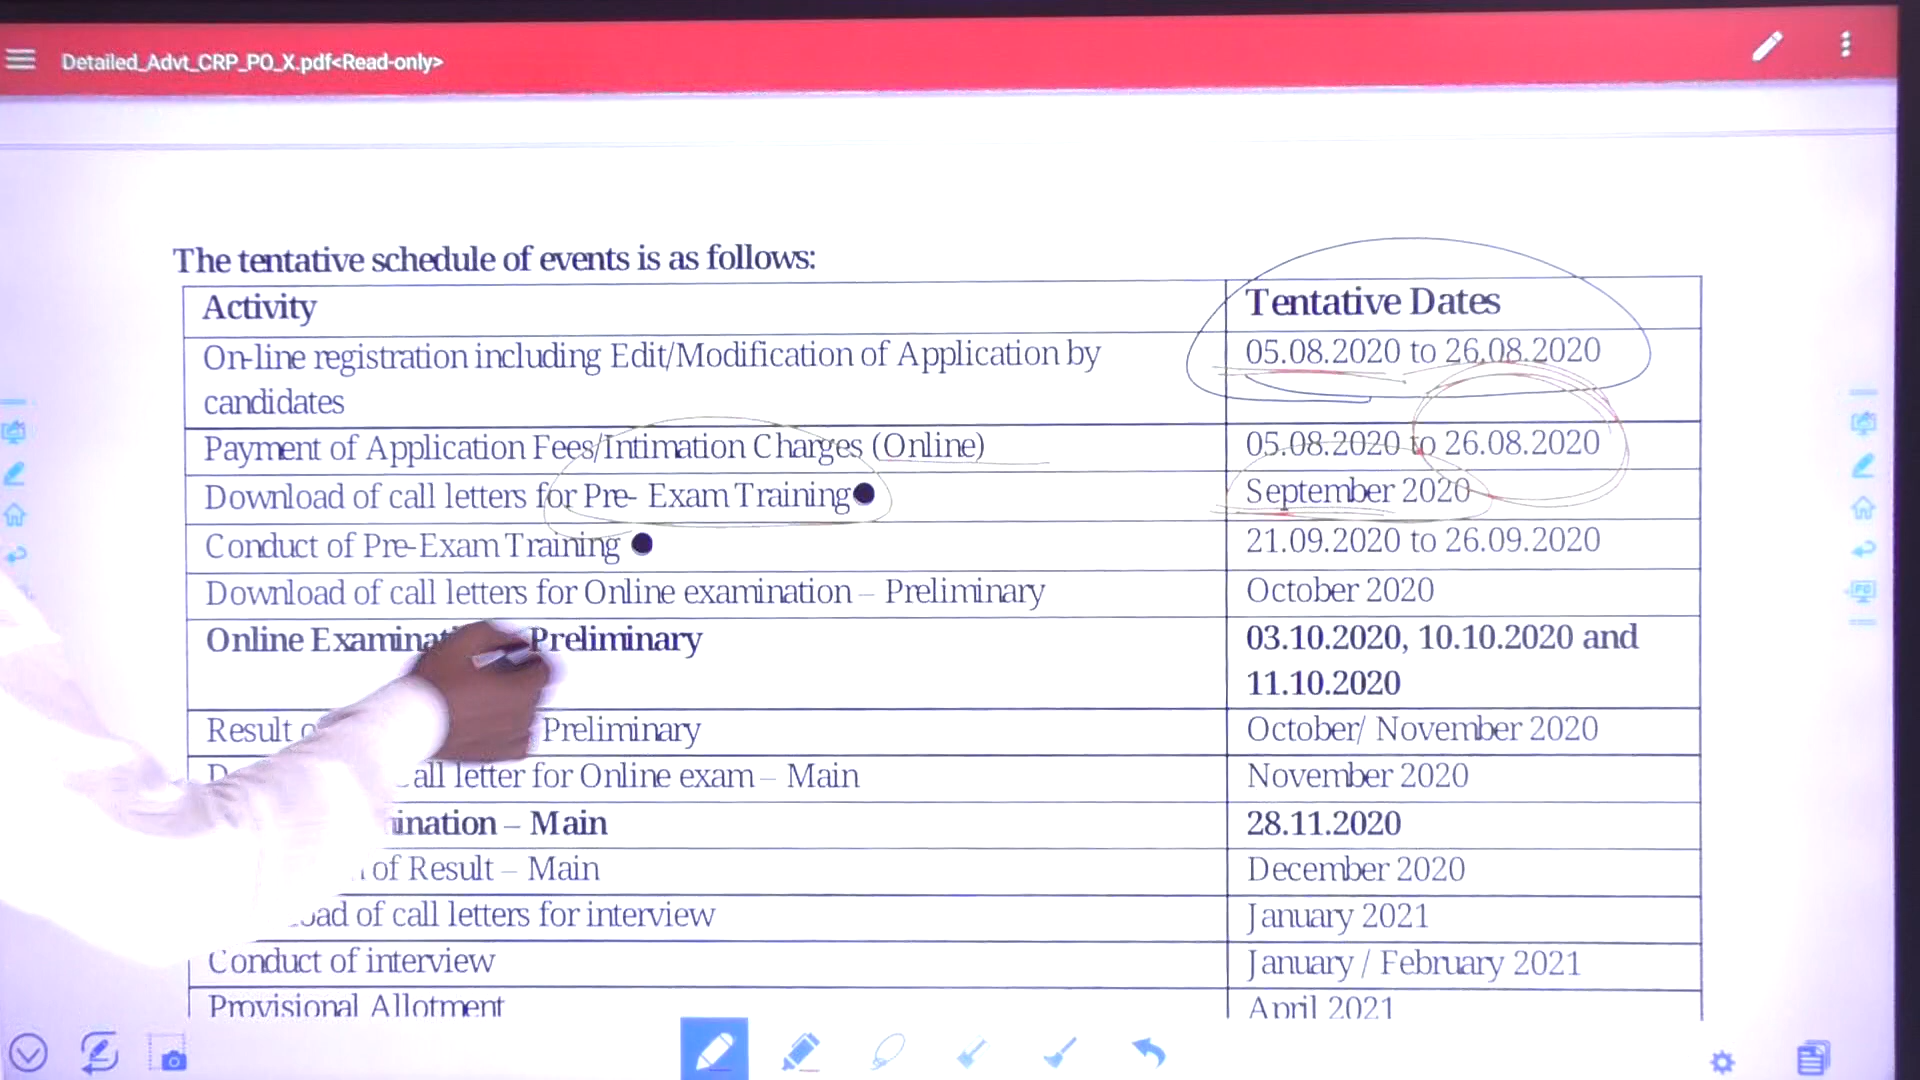 Detailed_Advt_CRP_PO_X.pdf<Read-only>
The tentative schedule of events is as follows:
Activity Tentative Dates
On-line registration including Edit/Modification of Application by 05.08.2020 to 26.08.2020
candidates
Payment of Application Fees/Intimation Charges (Online) 05.08.2020 to 26.08.2020
Download of call letters for Pre- Exam Training● September 2020
Conduct of Pre-Exam Training ● 21.09.2020 to 26.09.2020
Download of call letters for Online examination – Preliminary October 2020
Online Examinat Preliminary 03.10.2020, 10.10.2020 and
11.10.2020
Result Preliminary October/ November 2020
all letter for Online exam – Main November 2020
ination – Main 28.11.2020
of Result – Main December 2020
oad of call letters for interview January 2021
Conduct of interview January / February 2021
Provisional Allotment April 2021